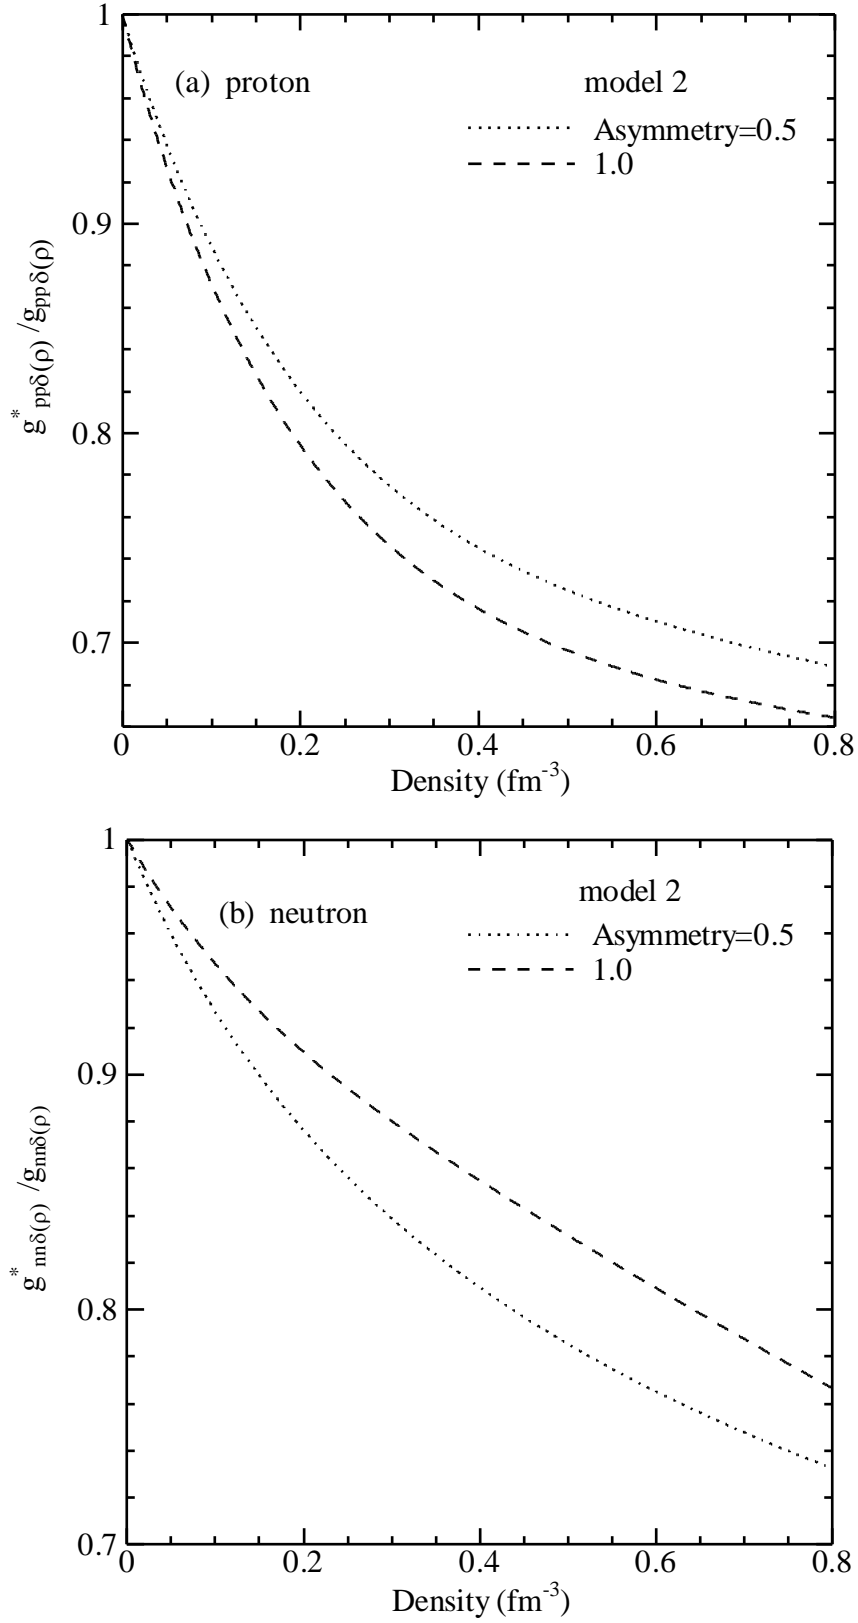 1
(a) proton
model 2
Asymmetry=0.5
1.0
0.9
0.8
0.7
g*ppδ(ρ) /gppδ(ρ)
0 0.2 0.4 0.6 0.8
Density (fm-3)
1
(b) neutron
model 2
Asymmetry=0.5
1.0
0.9
0.8
0.7
g*nnδ(ρ) /gnnδ(ρ)
0 0.2 0.4 0.6 0.8
Density (fm-3)